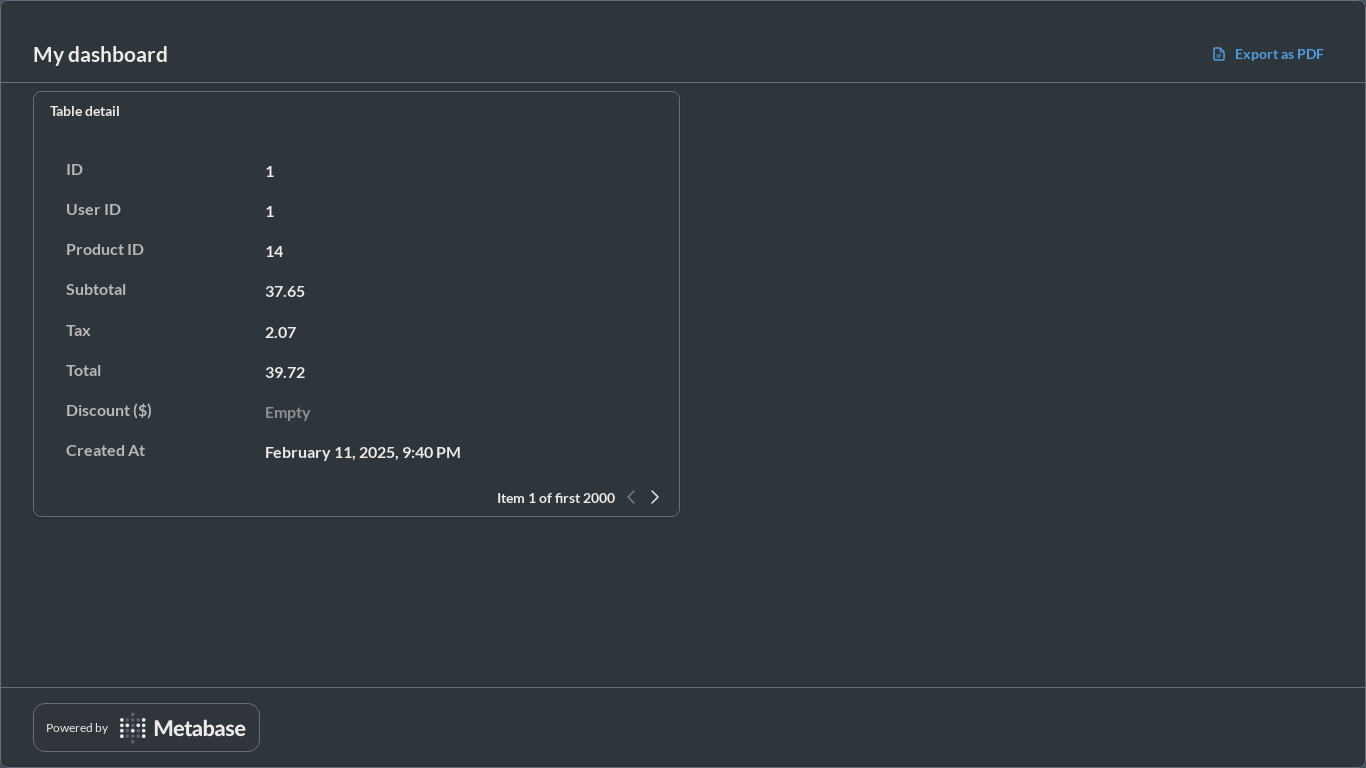 My dashboard
Export as PDF
Table detail
ID 1
User ID 1
Product ID 14
Subtotal 37.65
Tax 2.07
Total 39.72
Discount ($) Empty
Created At February 11, 2025, 9:40 PM
Item 1 of first 2000
Powered by Metabase